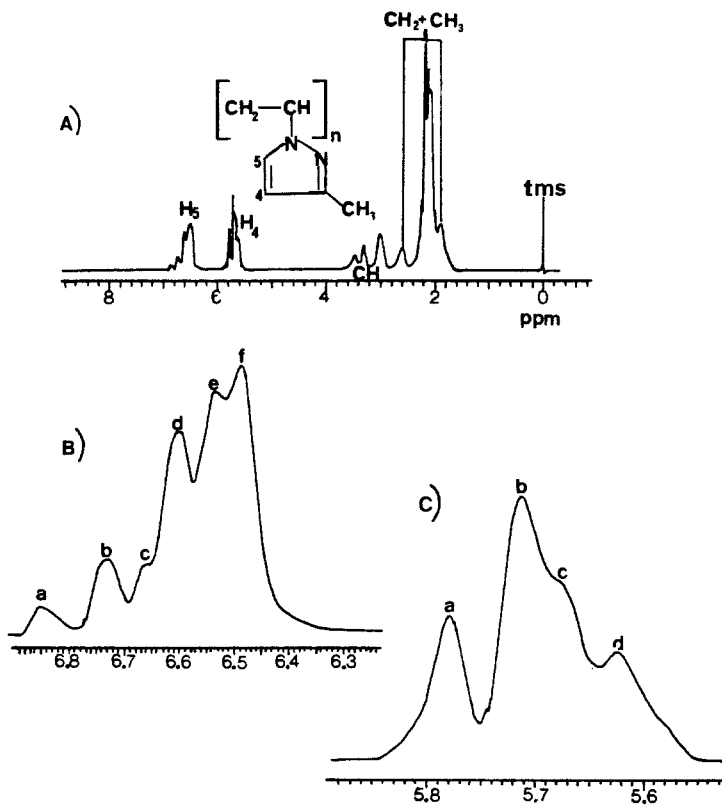 CH₂+CH₃
A)
CH₂—CH
n
N
5
N
4
CH₃
tms
H₅
H₄
CH
8 6 4 2 0
ppm
B)
a b c d e f
6.8 6.7 6.6 6.5 6.4 6.3
C)
a b c d
5.8 5.7 5.6